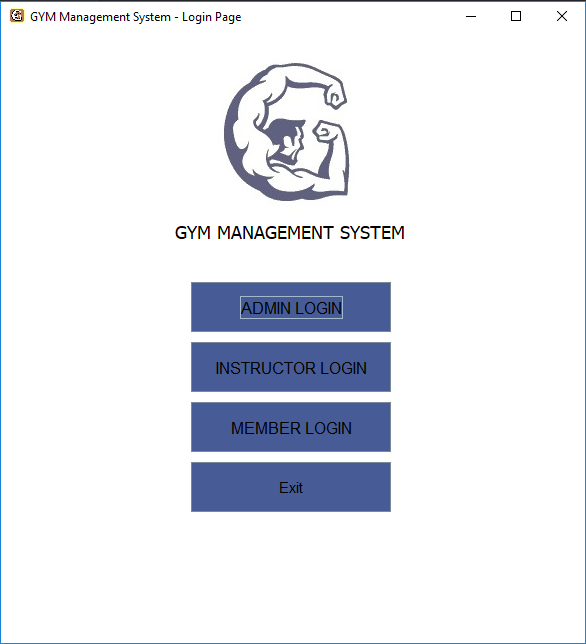 GYM Management System - Login Page
GYM MANAGEMENT SYSTEM
ADMIN LOGIN
INSTRUCTOR LOGIN
MEMBER LOGIN
Exit